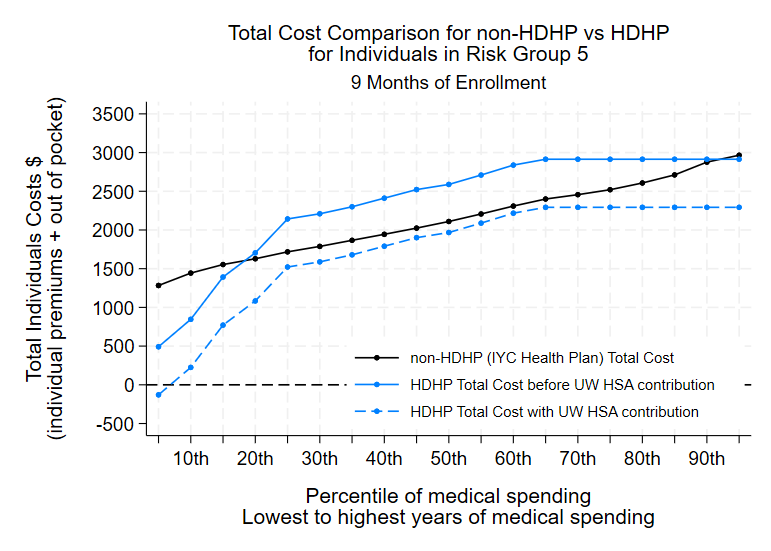 Total Cost Comparison for non-HDHP vs HDHP
for Individuals in Risk Group 5
9 Months of Enrollment
Total Individuals Costs $
(individual premiums + out of pocket)
3500
3000
2500
2000
1500
1000
500
0
-500
non-HDHP (IYC Health Plan) Total Cost
HDHP Total Cost before UW HSA contribution
HDHP Total Cost with UW HSA contribution
10th 20th 30th 40th 50th 60th 70th 80th 90th
Percentile of medical spending
Lowest to highest years of medical spending